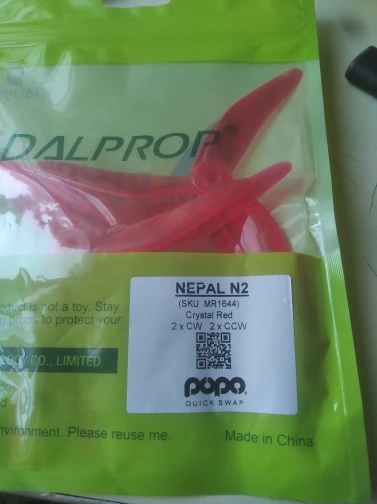 DALPROP®
NEPAL N2
(SKU MR1644)
Crystal Red
2 x CW 2 x CCW
POPO
QUICK SWAP
is not a toy. Stay
props to protect your
CO., LIMITED
Please reuse me.
Made in China